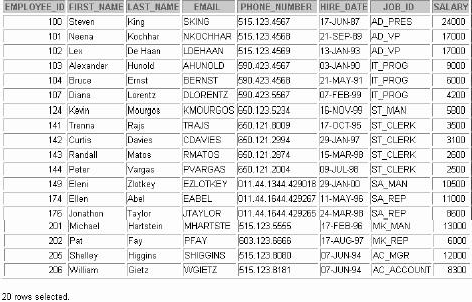 EMPLOYEE_ID FIRST_NAME LAST_NAME EMAIL PHONE_NUMBER HIRE_DATE JOB_ID SALARY
100 Steven King SKING 515.123.4567 17-JUN-87 AD_PRES 24000
101 Neena Kochhar NKOCHHAR 515.123.4568 21-SEP-89 AD_VP 17000
102 Lex De Haan LDEHAAN 515.123.4569 13-JAN-93 AD_VP 17000
103 Alexander Hunold AHUNOLD 590.423.4567 03-JAN-90 IT_PROG 9000
104 Bruce Ernst BERNST 590.423.4568 21-MAY-91 IT_PROG 6000
107 Diana Lorentz DLORENTZ 590.423.5567 07-FEB-99 IT_PROG 4200
124 Kevin Mourgos KMOURGOS 650.123.5234 16-NOV-99 ST_MAN 5800
141 Trenna Rajs TRAJS 650.121.8009 17-OCT-95 ST_CLERK 3500
142 Curtis Davies CDAVIES 650.121.2994 29-JAN-97 ST_CLERK 3100
143 Randall Matos RMATOS 650.121.2874 15-MAR-98 ST_CLERK 2600
144 Peter Vargas PVARGAS 650.121.2004 09-JUL-98 ST_CLERK 2500
149 Eleni Zlotkey EZLOTKEY 011.44.1344.429018 29-JAN-00 SA_MAN 10500
174 Ellen Abel EABEL 011.44.1644.429267 11-MAY-96 SA_REP 11000
176 Jonathon Taylor JTAYLOR 011.44.1644.429265 24-MAR-98 SA_REP 8600
201 Michael Hartstein MHARTSTE 515.123.5555 17-FEB-96 MK_MAN 13000
202 Pat Fay PFAY 603.123.6666 17-AUG-97 MK_REP 6000
205 Shelley Higgins SHIGGINS 515.123.8080 07-JUN-94 AC_MGR 12000
206 William Gietz WGIETZ 515.123.8181 07-JUN-94 AC_ACCOUNT 8300
20 rows selected.